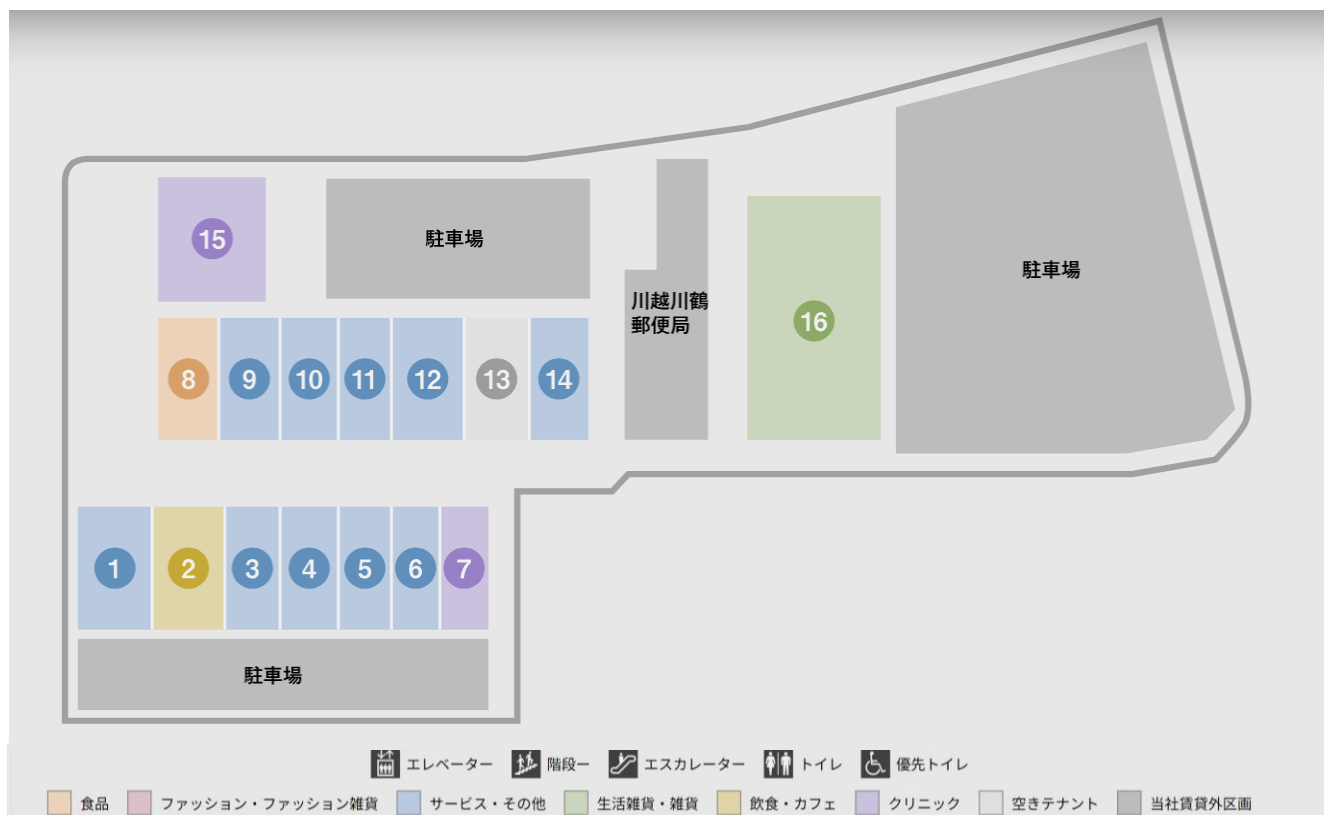 15
駐車場
川越川鶴
郵便局
16
駐車場
8
9
10
11
12
13
14
1
2
3
4
5
6
7
駐車場
エレベーター 階段ー エスカレーター トイレ 優先トイレ
食品 ファッション・ファッション雑貨 サービス・その他 生活雑貨・雑貨 飲食・カフェ クリニック 空きテナント 当社賃貸外区画